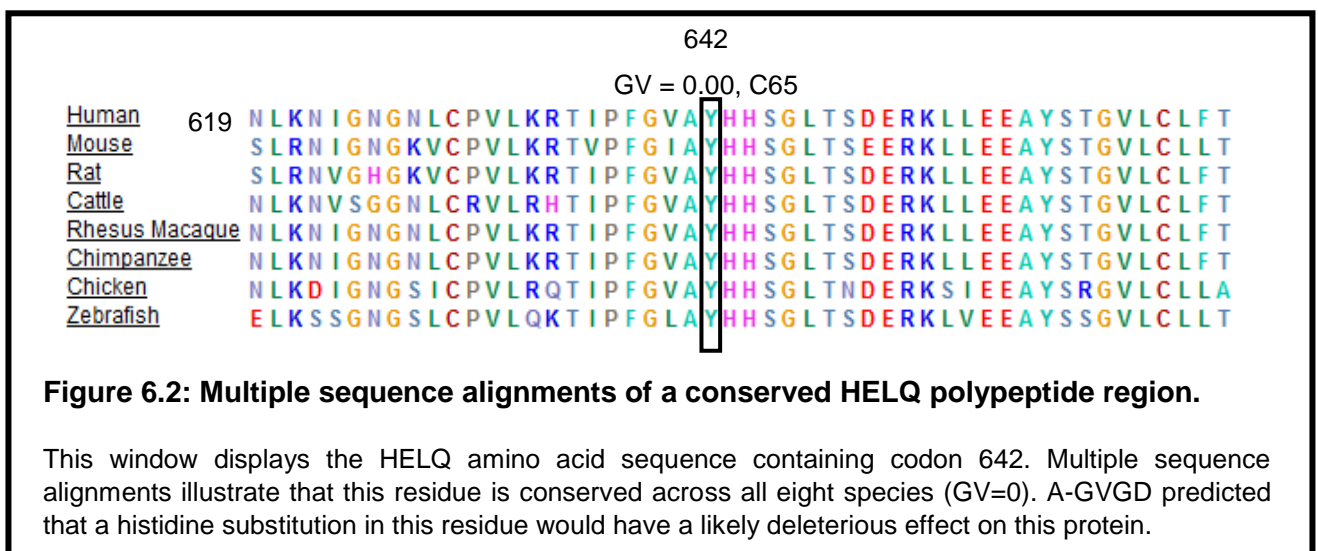 642
GV = 0.00, C65
Human 619 N L K N I G N G N L C P V L K R T I P F G V A Y H H S G L T S D E R K L L E E A Y S T G V L C L F T
Mouse S L R N I G N G K V C P V L K R T V P F G I A Y H H S G L T S E E R K L L E E A Y S T G V L C L L T
Rat S L R N V G H G K V C P V L K R T I P F G V A Y H H S G L T S D E R K L L E E A Y S T G V L C L L T
Cattle N L K N V S G G N L C R V L R H T I P F G V A Y H H S G L T S D E R K L L E E A Y S T G V L C L F T
Rhesus Macaque N L K N I G N G N L C P V L K R T I P F G V A Y H H S G L T S D E R K L L E E A Y S T G V L C L F T
Chimpanzee N L K N I G N G N L C P V L K R T I P F G V A Y H H S G L T S D E R K L L E E A Y S T G V L C L F T
Chicken N L K D I G N G S I C P V L R Q T I P F G V A Y H H S G L T N D E R K S I E E A Y S R G V L C L L A
Zebrafish E L K S S G N G S L C P V L Q K T I P F G L A Y H H S G L T S D E R K L V E E A Y S S G V L C L L T
Figure 6.2: Multiple sequence alignments of a conserved HELQ polypeptide region.
This window displays the HELQ amino acid sequence containing codon 642. Multiple sequence
alignments illustrate that this residue is conserved across all eight species (GV=0). A-GVGD predicted
that a histidine substitution in this residue would have a likely deleterious effect on this protein.